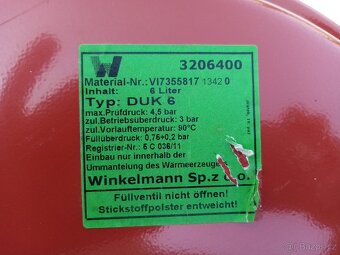 3206400
Material-Nr.: VI7355817 1342 0
Inhalt: 6 Liter
Typ: DUK 6
max.Prüfdruck: 4,5 bar
zul.Betriebsüberdruck: 3 bar
zul.Vorlauftemperatur: 90°C
Füllüberdruck: 0,75+0,2 bar
Registrier-Nr.: 5 C 036/11
Einbau nur innerhalb der
Ummantelung des Wärmeerzeugers
Winkelmann Sp.z o.o.
Füllventil nicht öffnen!
Stickstoffpolster entweicht!